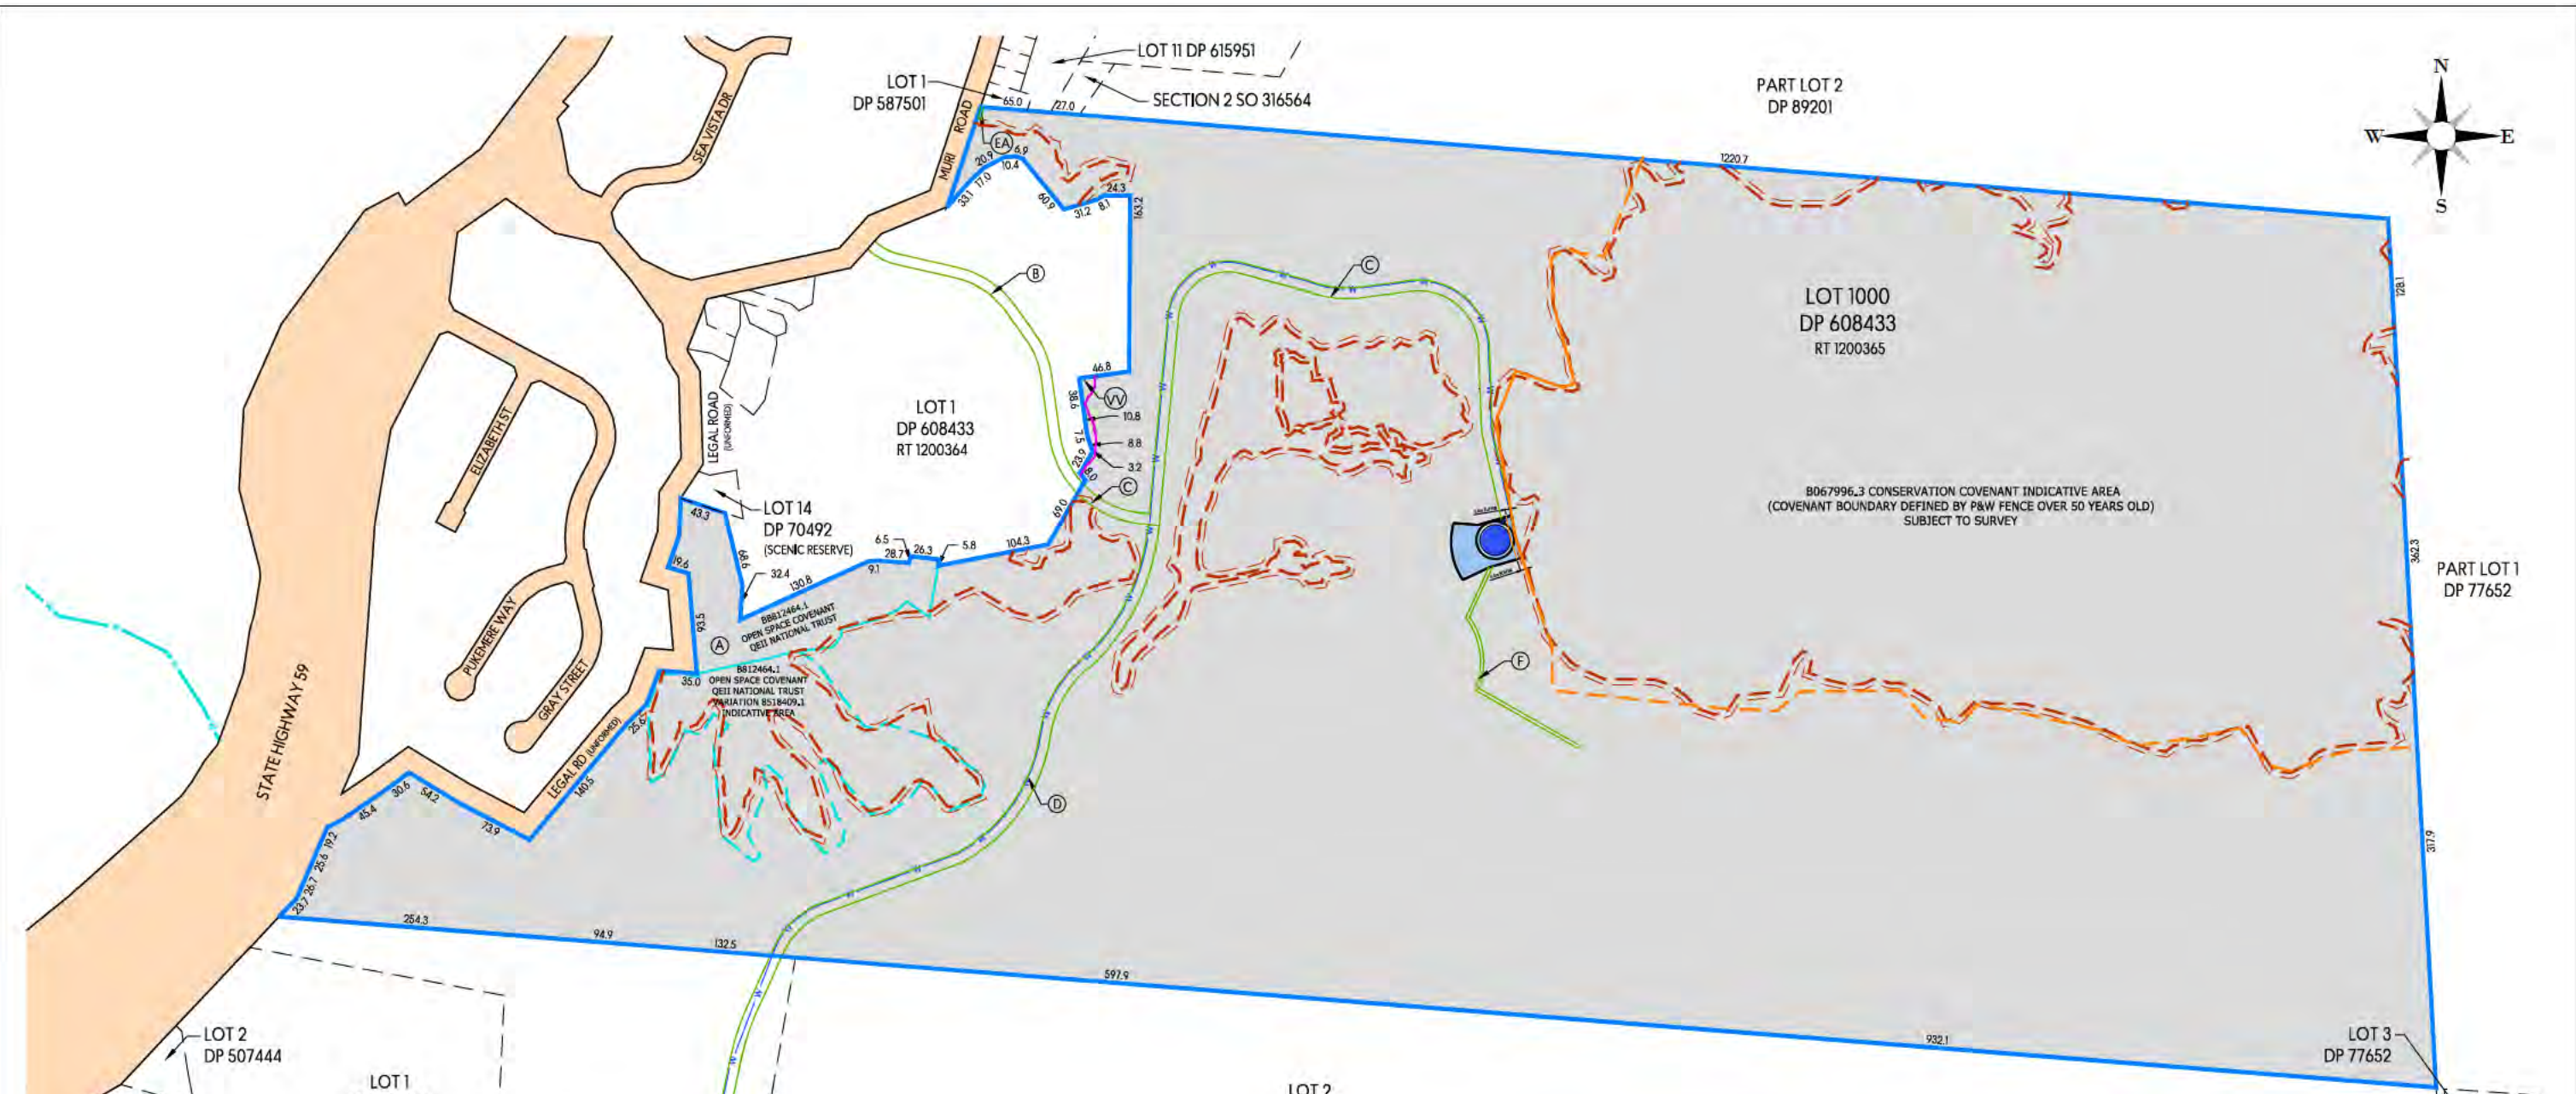 LOT 11 DP 615951
LOT 1
DP 587501
SECTION 2 SO 316564
PART LOT 2
DP 89201
N
W
E
S
SEA VISTA DR
MURI
ROAD
65.0
27.0
1220.7
EA
20.9
6.9
10.4
17.0
33.1
60.9
24.3
31.2
8.1
163.2
B
C
LOT 1000
DP 608433
RT 1200365
128.1
46.8
38.6
VV
10.8
7.5
8.8
23.9
3.2
8.0
C
69.0
LOT 1
DP 608433
RT 1200364
LEGAL ROAD
(UNFORMED)
ELIZABETH ST
LOT 14
DP 70492
(SCENIC RESERVE)
43.3
68.6
32.4
19.6
93.5
130.8
9.1
28.7
6.5
26.3
5.8
104.3
B067996.3 CONSERVATION COVENANT INDICATIVE AREA
(COVENANT BOUNDARY DEFINED BY P&W FENCE OVER 50 YEARS OLD)
SUBJECT TO SURVEY
362.3
PART LOT 1
DP 77652
BB812464.1
OPEN SPACE COVENANT
QEII NATIONAL TRUST
A
B812464.1
OPEN SPACE COVENANT
QEII NATIONAL TRUST
VARIATION 8518409.1
INDICATIVE AREA
35.0
25.6
PUKEMERE WAY
GRAY STREET
LEGAL RD (UNFORMED)
140.5
STATE HIGHWAY 59
F
D
30.6
54.2
45.4
73.9
19.2
25.6
26.7
23.7
317.9
254.3
94.9
132.5
597.9
932.1
W W W W W W W W W W W W W W W W W W W W
LOT 2
DP 507444
LOT 1
LOT 2
LOT 3
DP 77652